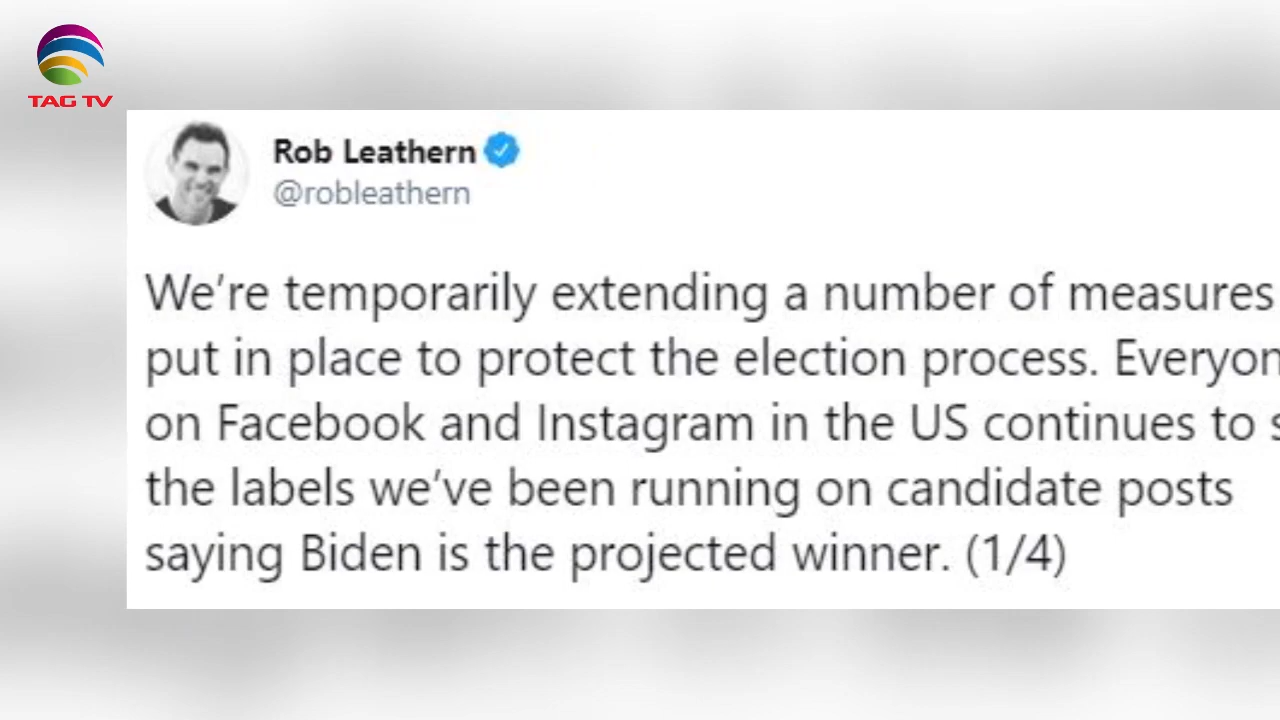 TAG TV
Rob Leathern
@robleathern
We're temporarily extending a number of measures
put in place to protect the election process.
on Facebook and Instagram in the US continues to
the labels we've been running on candidate posts
saying Biden is the projected winner. (1/4)